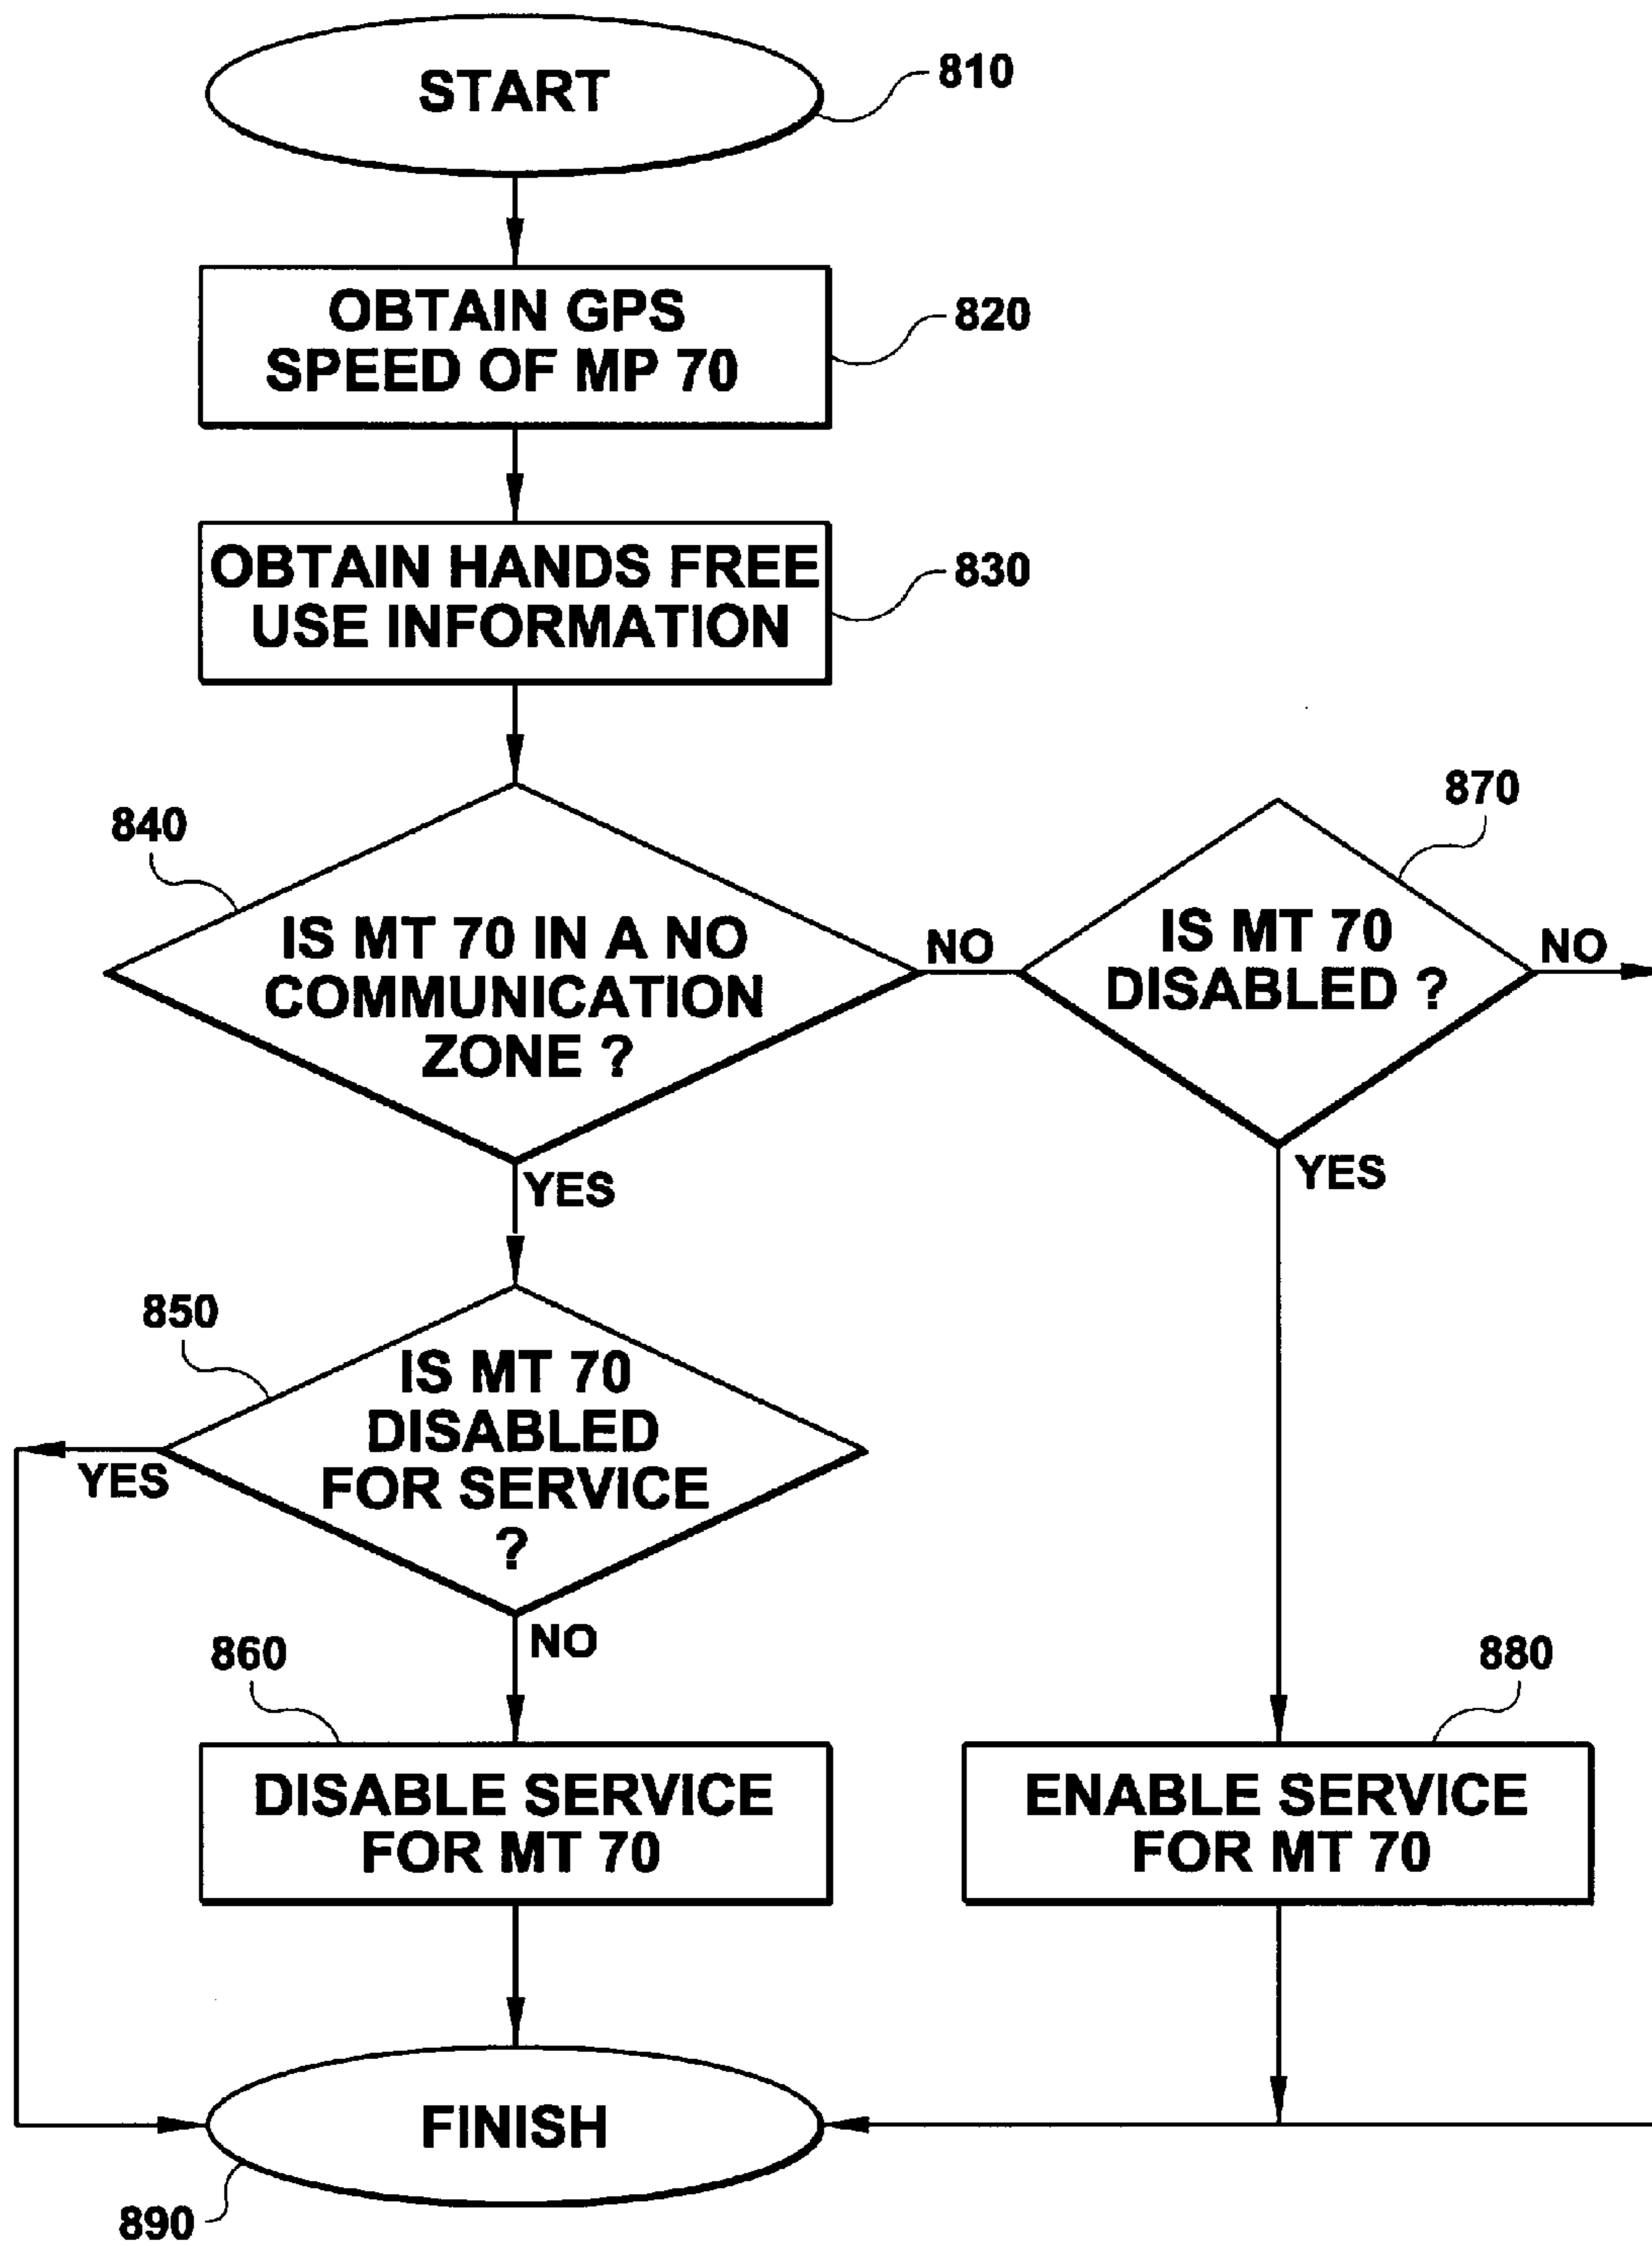 START
810
OBTAIN GPS
SPEED OF MP 70
820
OBTAIN HANDS FREE
USE INFORMATION
830
840
IS MT 70 IN A NO
COMMUNICATION
ZONE ?
NO
YES
870
IS MT 70
DISABLED ?
NO
YES
850
IS MT 70
DISABLED
FOR SERVICE
?
YES
NO
860
DISABLE SERVICE
FOR MT 70
880
ENABLE SERVICE
FOR MT 70
FINISH
890